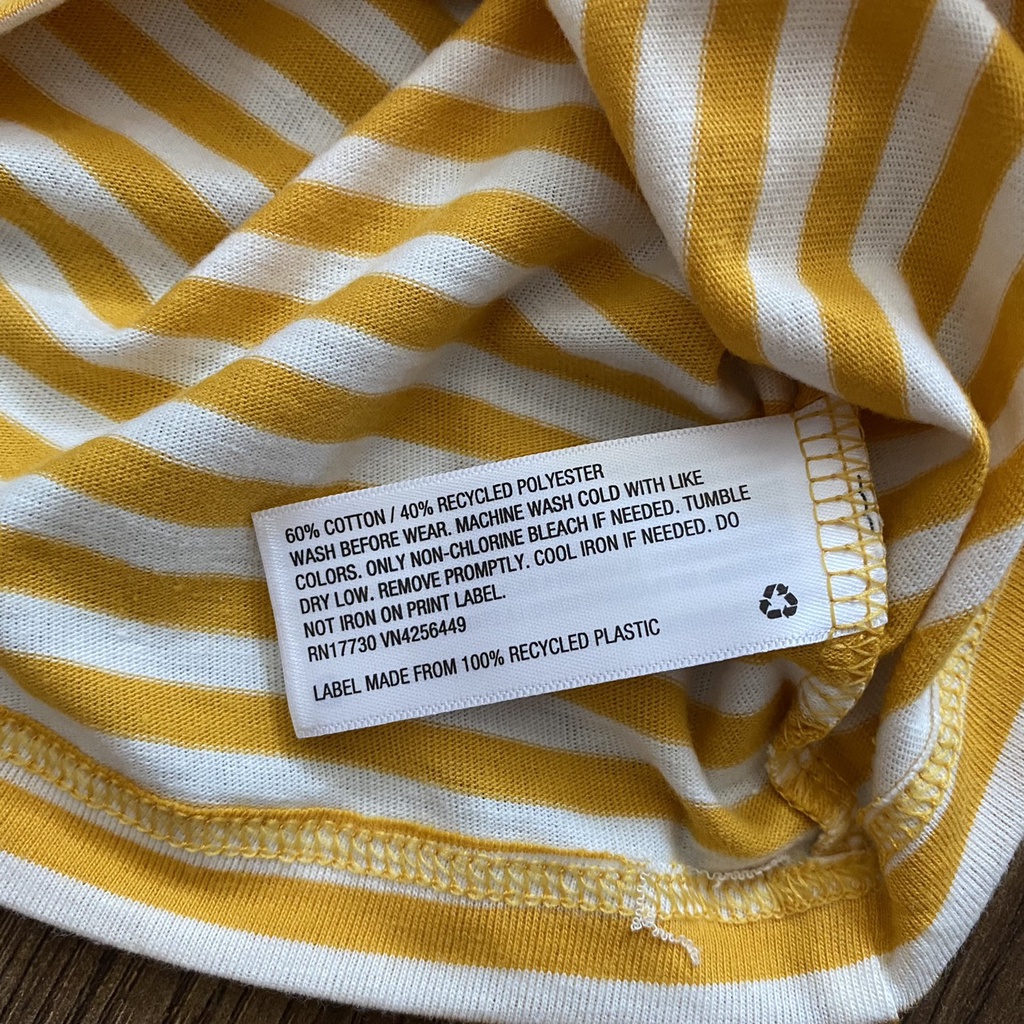 60% COTTON / 40% RECYCLED POLYESTER
WASH BEFORE WEAR. MACHINE WASH COLD WITH LIKE
COLORS. ONLY NON-CHLORINE BLEACH IF NEEDED. TUMBLE
DRY LOW. REMOVE PROMPTLY. COOL IRON IF NEEDED. DO
NOT IRON ON PRINT LABEL.
RN17730 VN4256449
LABEL MADE FROM 100% RECYCLED PLASTIC